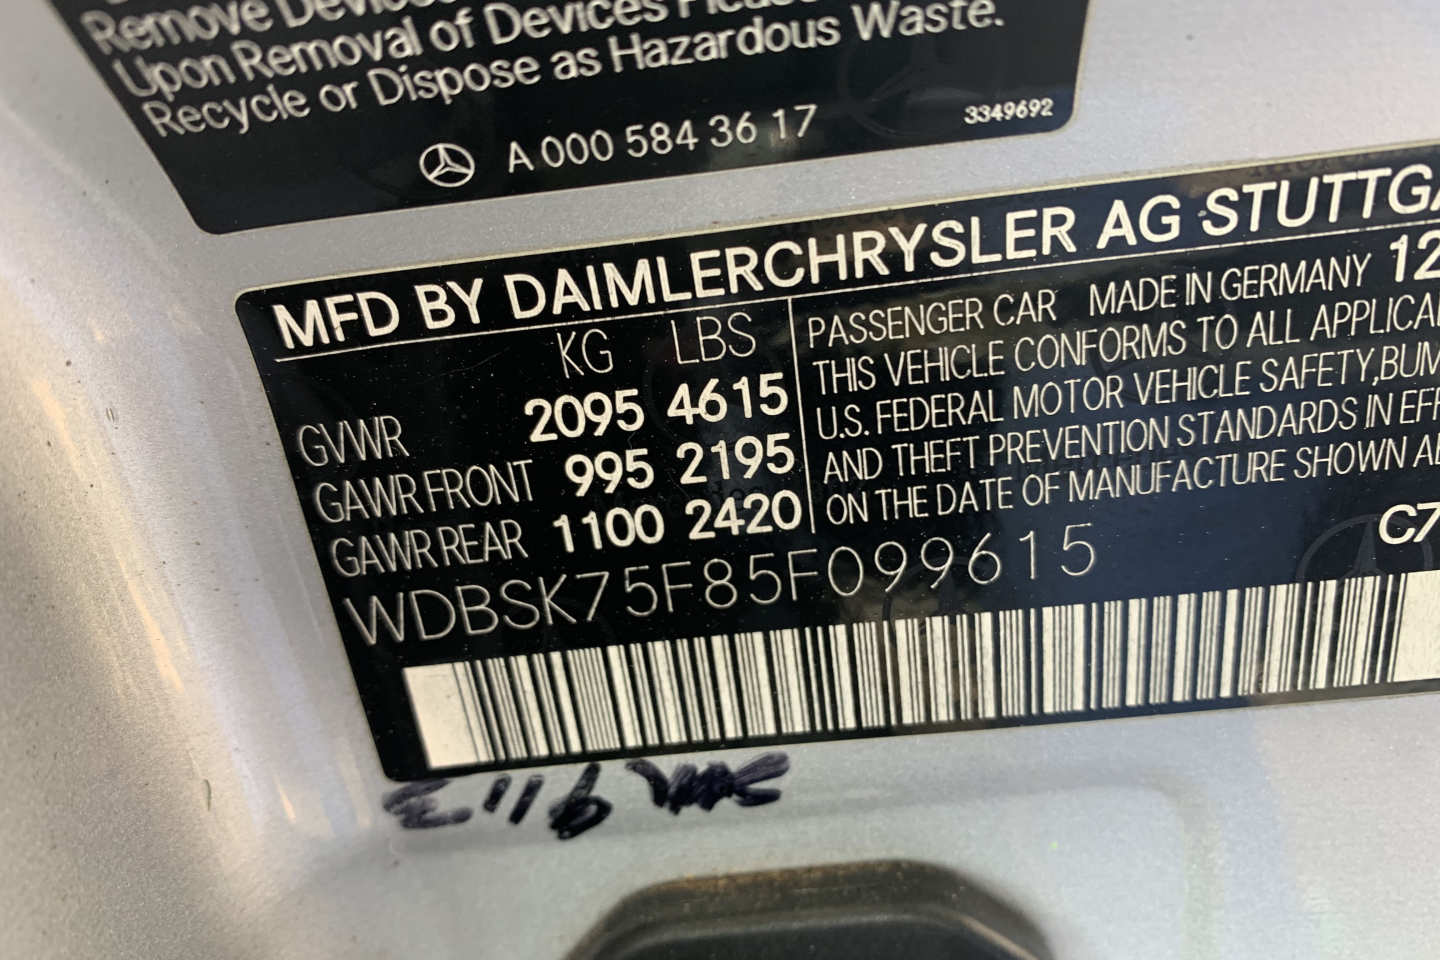 Remove
Upon Removal of Devices
Recycle or Dispose as Hazardous Waste.
A 000 584 36 17
3349692
MFD BY DAIMLERCHRYSLER AG STUTTGA
KG LBS
GVWR 2095 4615
GAWR FRONT 995 2195
GAWR REAR 1100 2420
PASSENGER CAR MADE IN GERMANY 12
THIS VEHICLE CONFORMS TO ALL APPLICA
U.S. FEDERAL MOTOR VEHICLE SAFETY,BUM
AND THEFT PREVENTION STANDARDS IN EFF
ON THE DATE OF MANUFACTURE SHOWN AB
C7
WDBSK75F85F099615